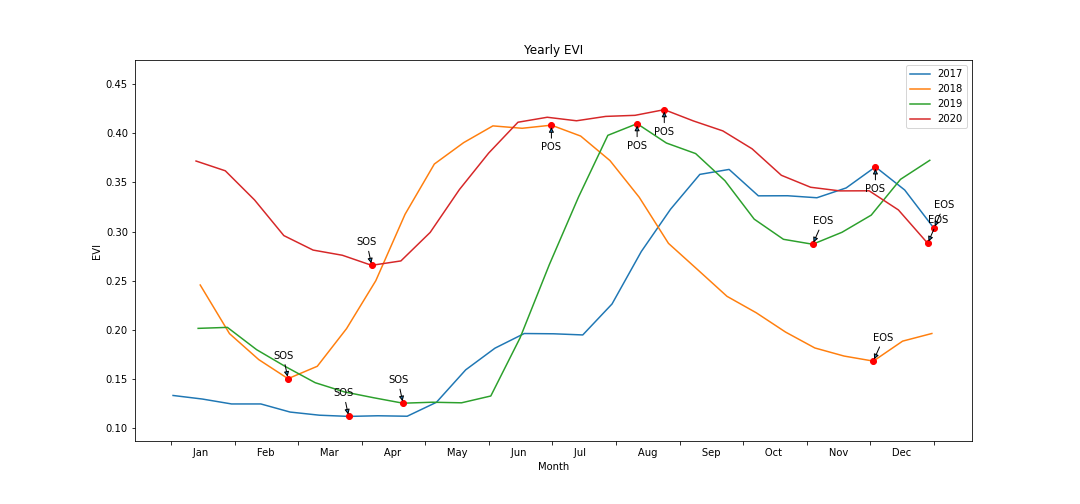 Yearly EVI
2017
2018
2019
2020
0.45
0.40
0.35
0.30
0.25
0.20
0.15
0.10
EVI
POS
POS
POS
POS
EOS
EOS
EOS
EOS
SOS
SOS
SOS
SOS
Jan Feb Mar Apr May Jun Jul Aug Sep Oct Nov Dec
Month